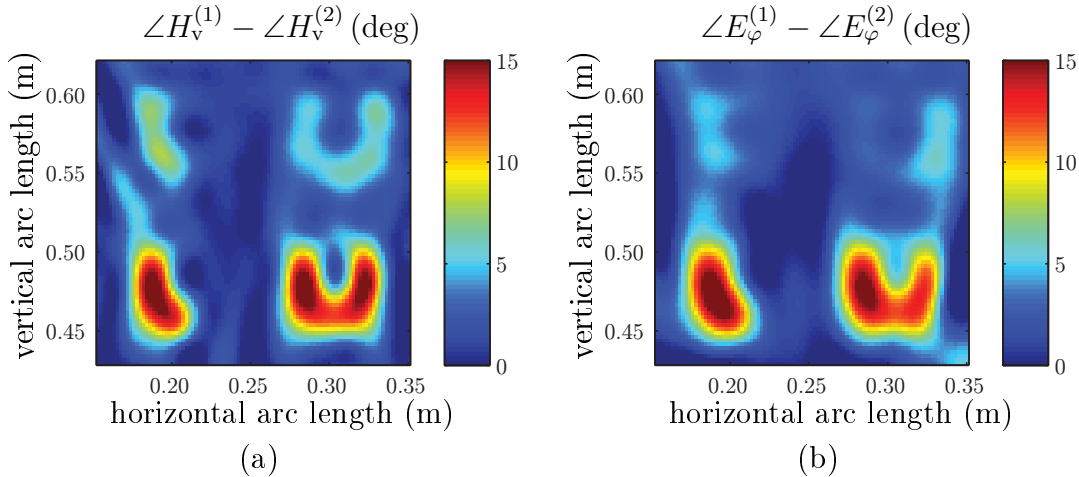 ∠H_v^(1) − ∠H_v^(2) (deg)
vertical arc length (m)
0.60
0.55
0.50
0.45
0.20 0.25 0.30 0.35
horizontal arc length (m)
15
10
5
0
(a)
∠E_φ^(1) − ∠E_φ^(2) (deg)
vertical arc length (m)
0.60
0.55
0.50
0.45
0.20 0.25 0.30 0.35
horizontal arc length (m)
15
10
5
0
(b)